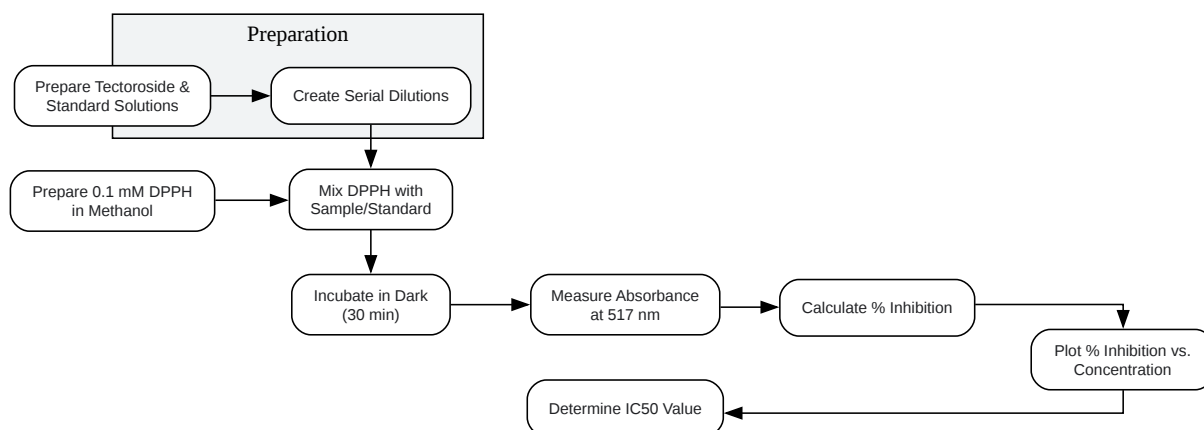 Preparation
Prepare Tectoroside &
Standard Solutions
Create Serial Dilutions
Prepare 0.1 mM DPPH
in Methanol
Mix DPPH with
Sample/Standard
Incubate in Dark
(30 min)
Measure Absorbance
at 517 nm
Calculate % Inhibition
Plot % Inhibition vs.
Concentration
Determine IC50 Value